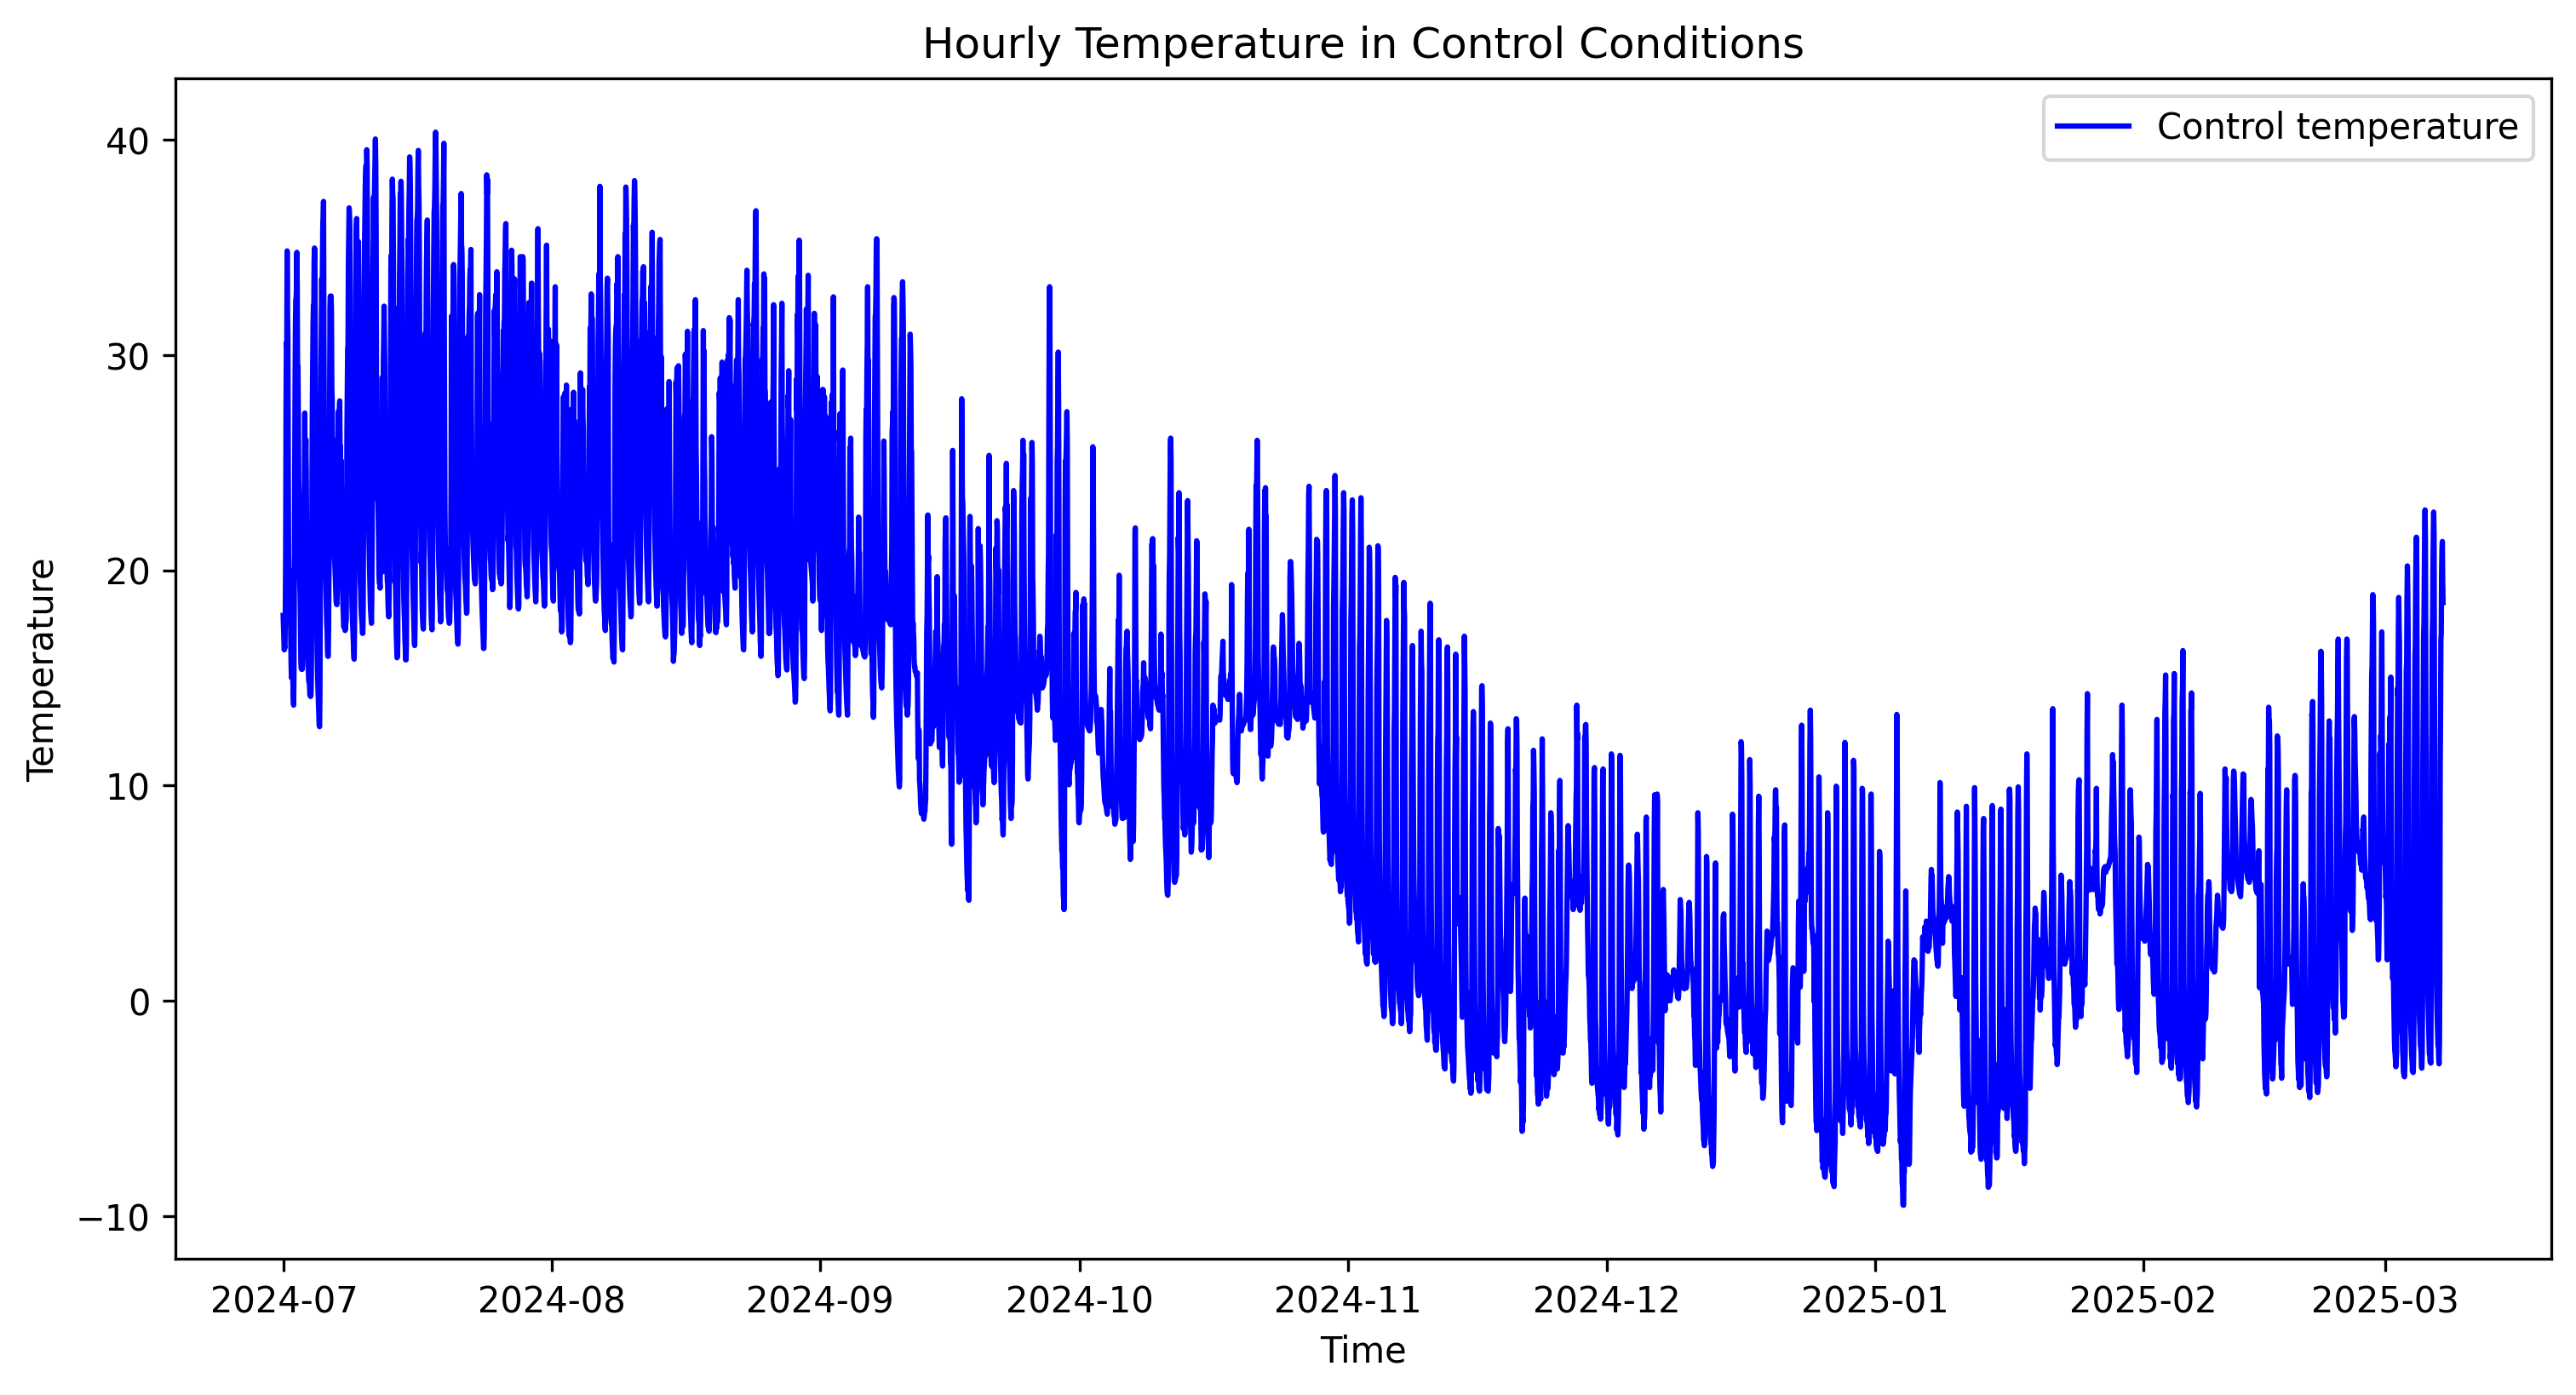 Hourly Temperature in Control Conditions
Control temperature
40
30
20
10
0
−10
Temperature
2024-07 2024-08 2024-09 2024-10 2024-11 2024-12 2025-01 2025-02 2025-03
Time